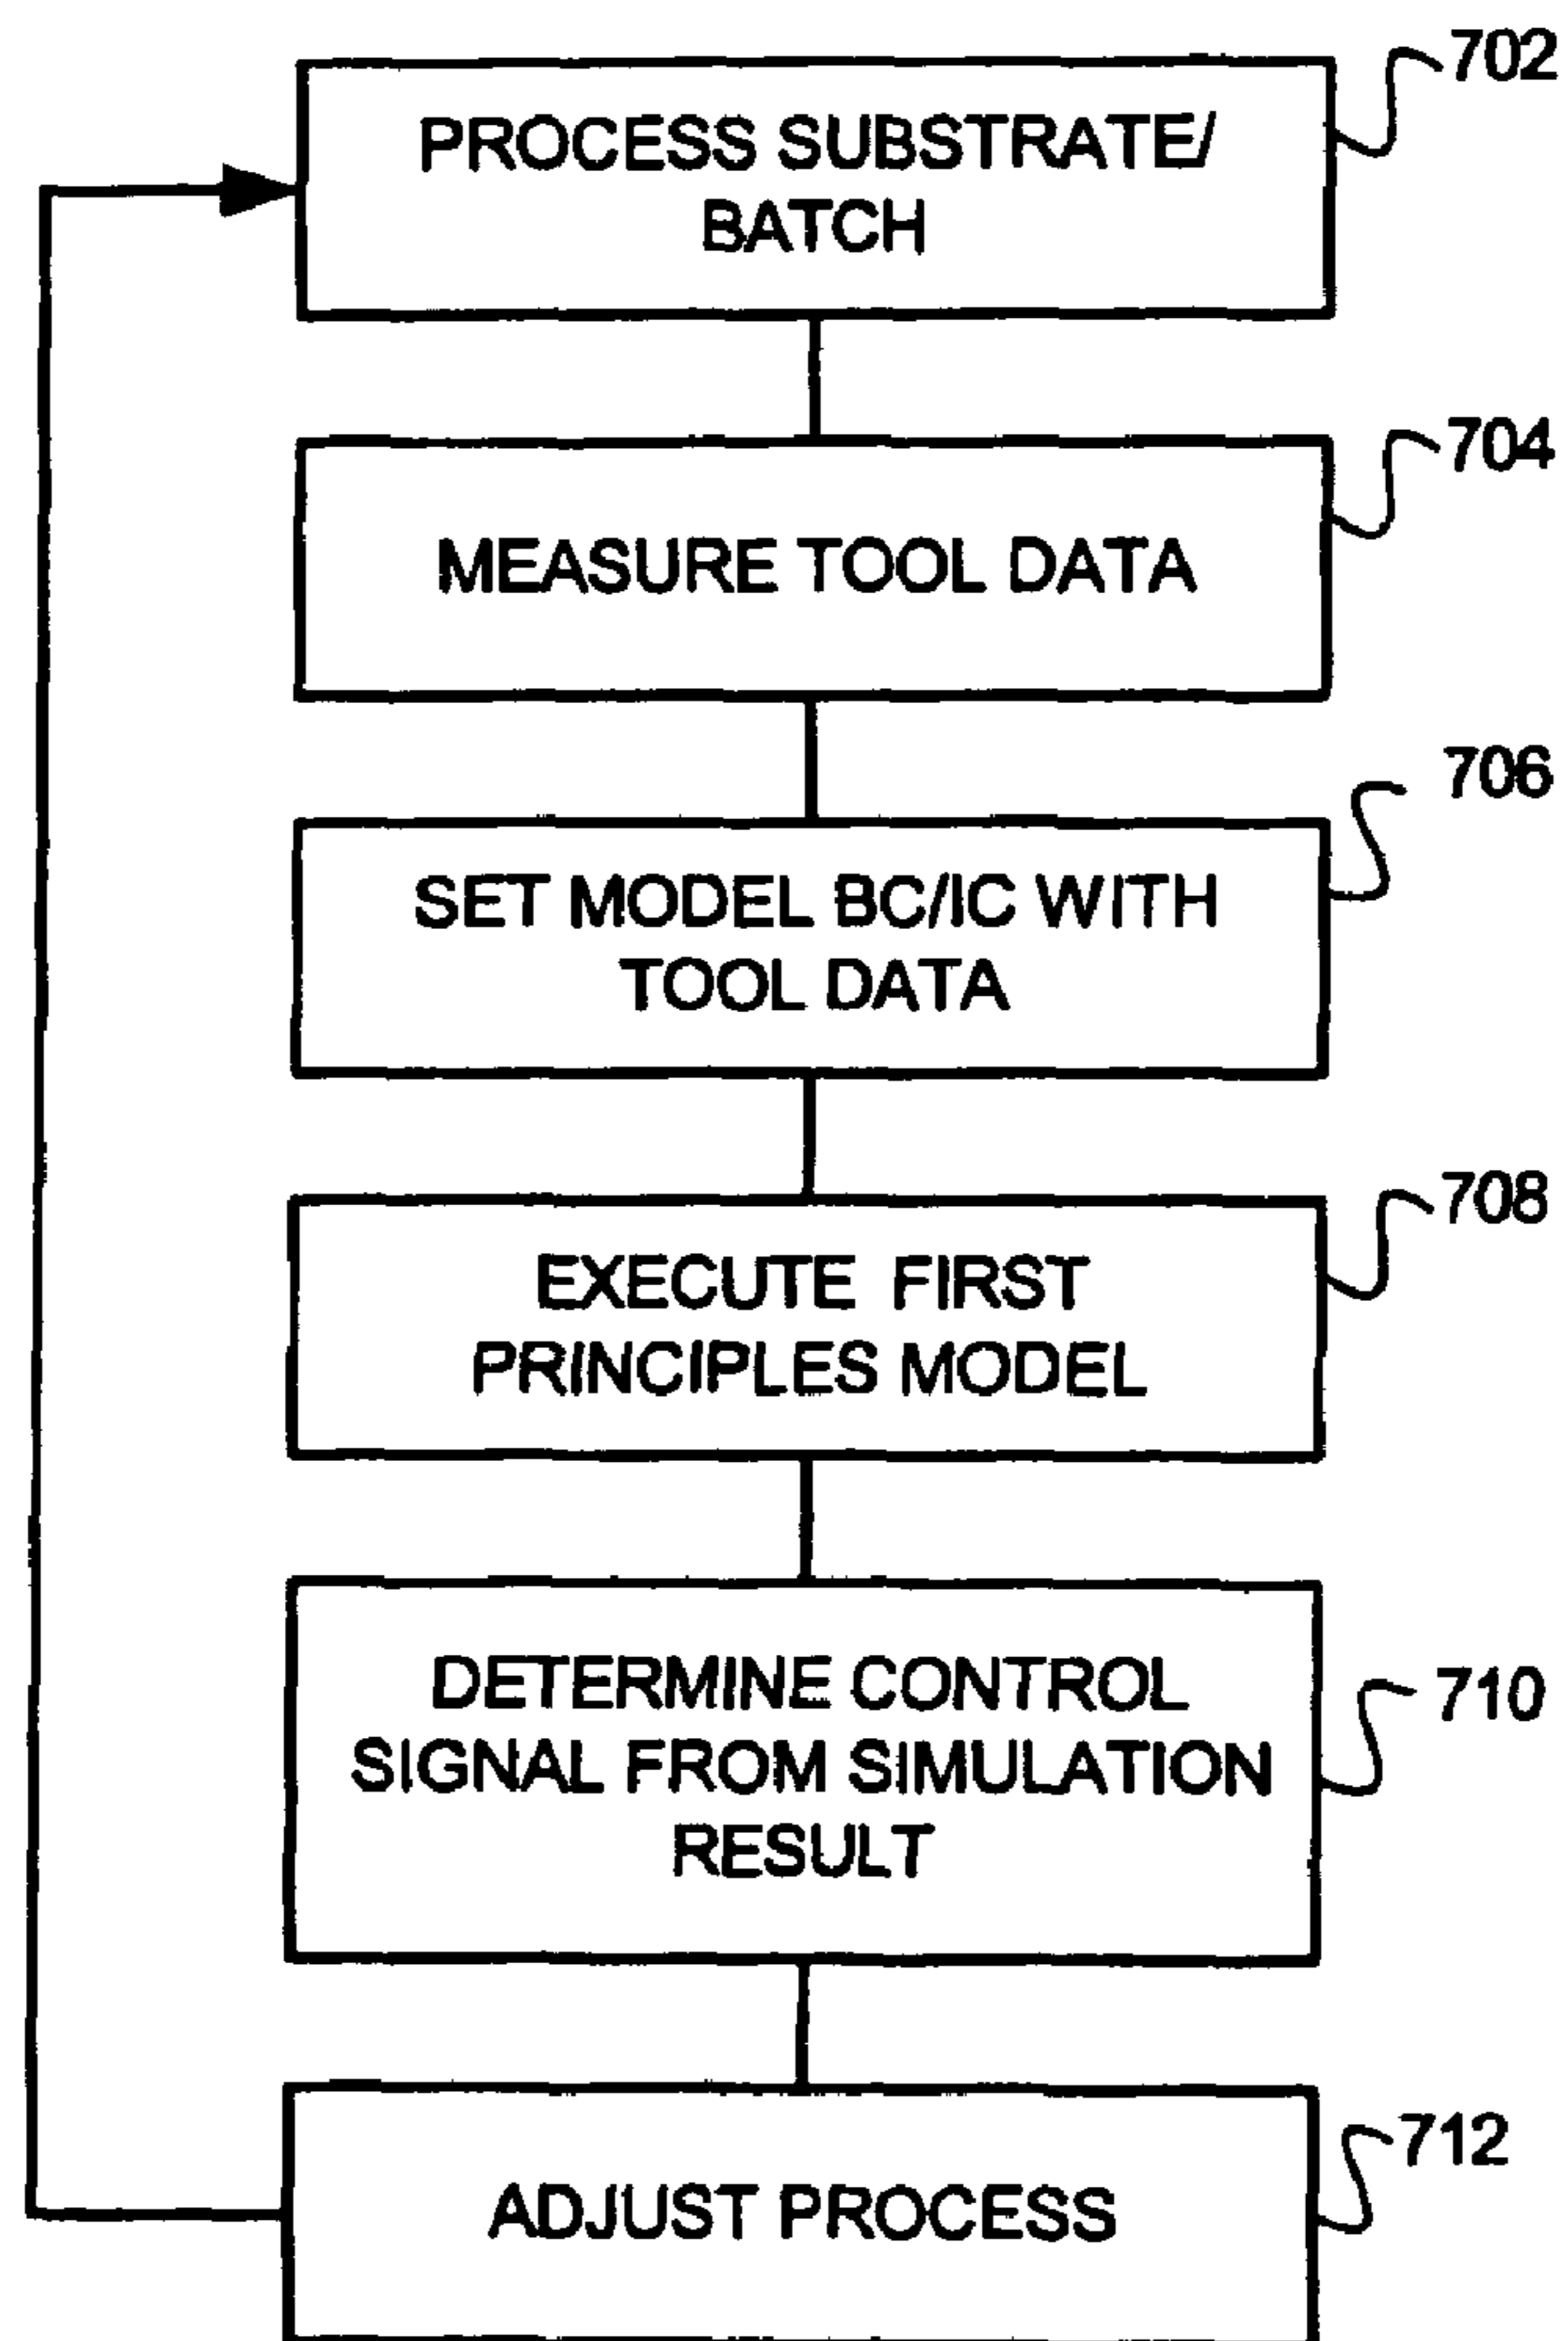 702
PROCESS SUBSTRATE/
BATCH
704
MEASURE TOOL DATA
706
SET MODEL BC/IC WITH
TOOL DATA
708
EXECUTE FIRST
PRINCIPLES MODEL
710
DETERMINE CONTROL
SIGNAL FROM SIMULATION
RESULT
712
ADJUST PROCESS